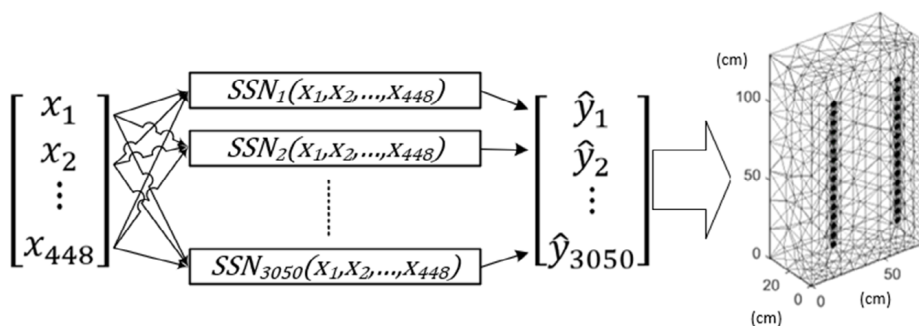 x₁
x₂
⋮
x₄₄₈
SSN₁(x₁,x₂,...,x₄₄₈)
SSN₂(x₁,x₂,...,x₄₄₈)
SSN₃₀₅₀(x₁,x₂,...,x₄₄₈)
ŷ₁
ŷ₂
⋮
ŷ₃₀₅₀
(cm)
100
50
0
20
0
0
50
(cm)
(cm)